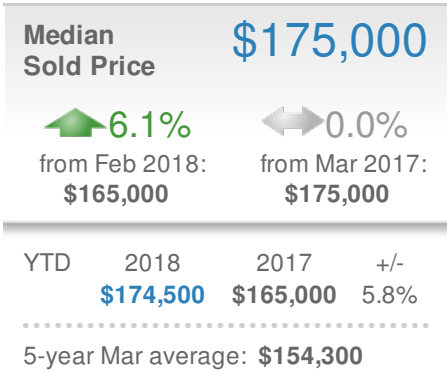 Median Sold Price $175,000
6.1% 0.0%
from Feb 2018: from Mar 2017:
$165,000 $175,000
YTD 2018 2017 +/-
$174,500 $165,000 5.8%
5-year Mar average: $154,300